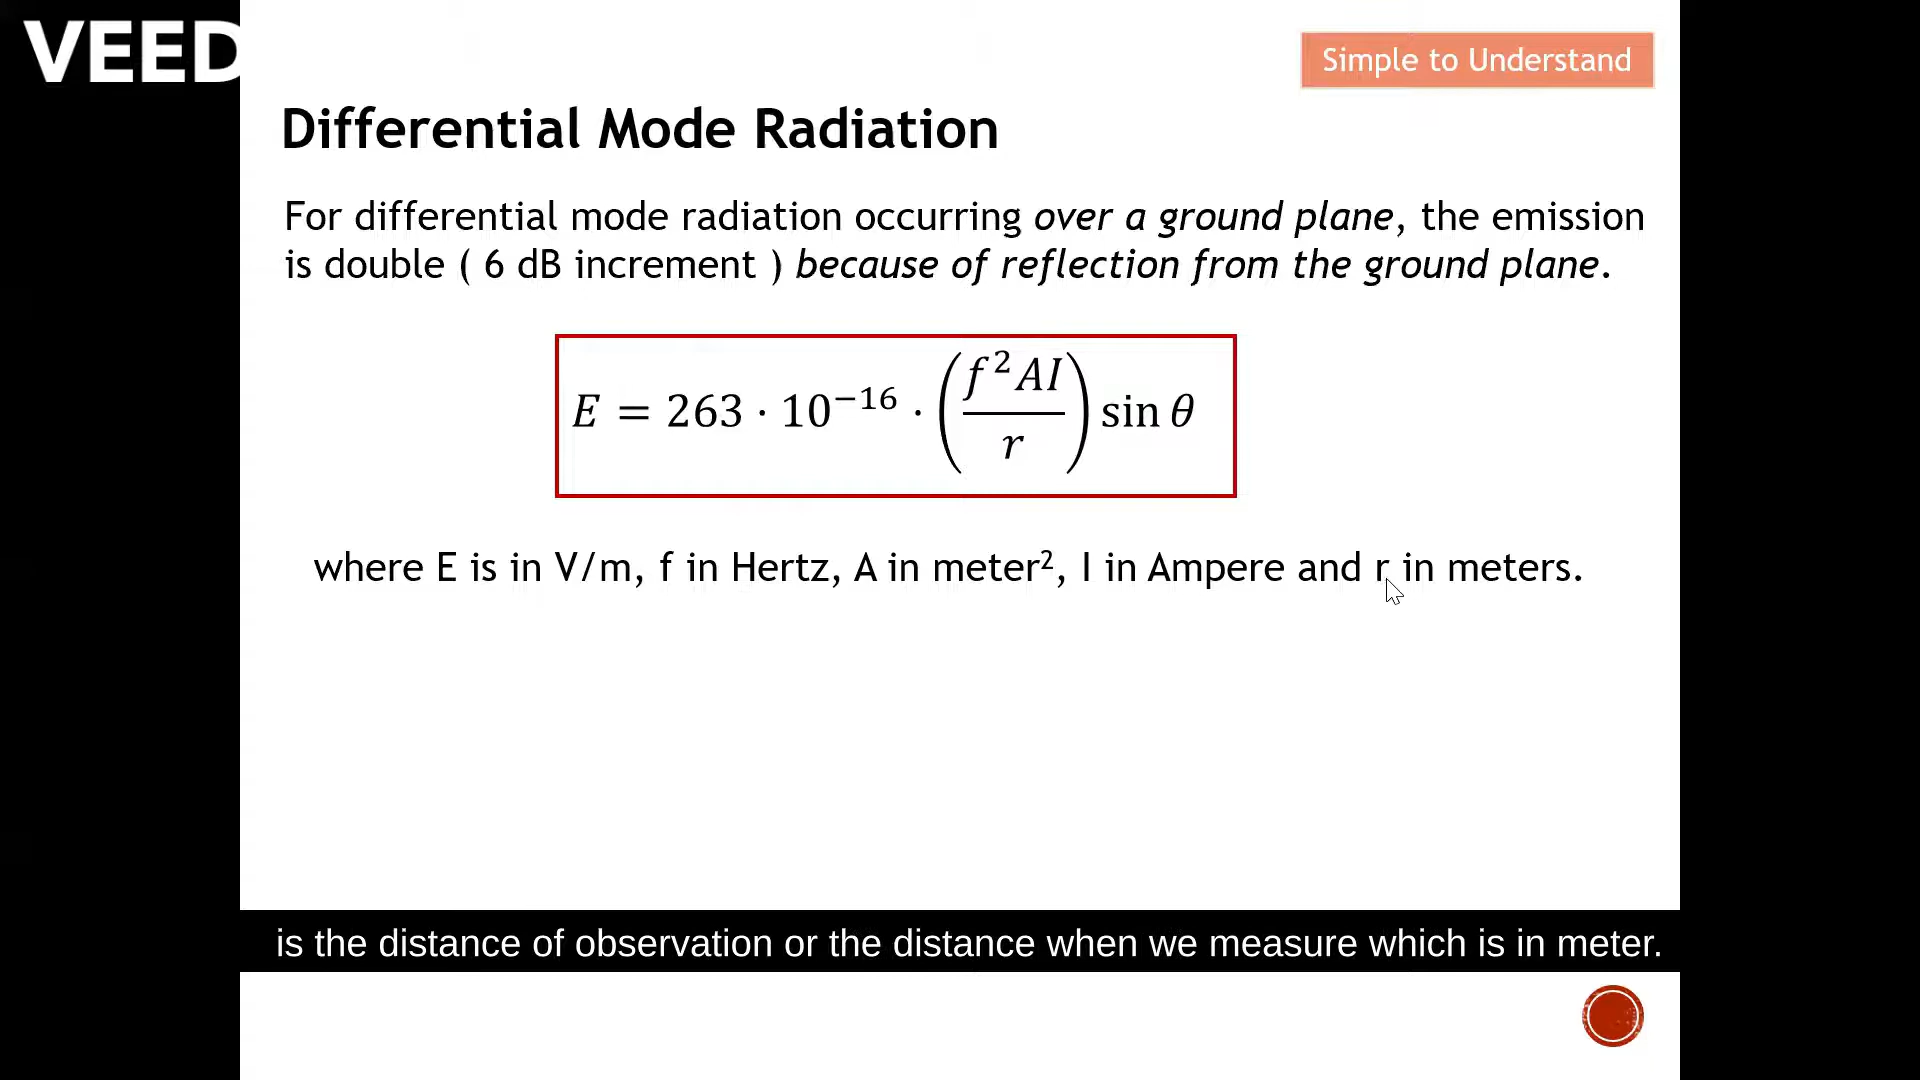 VEED
Simple to Understand
Differential Mode Radiation
For differential mode radiation occurring over a ground plane, the emission
is double ( 6 dB increment ) because of reflection from the ground plane.
E = 263 · 10⁻¹⁶ · (f² AI / r) sin θ
where E is in V/m, f in Hertz, A in meter², I in Ampere and r in meters.
is the distance of observation or the distance when we measure which is in meter.